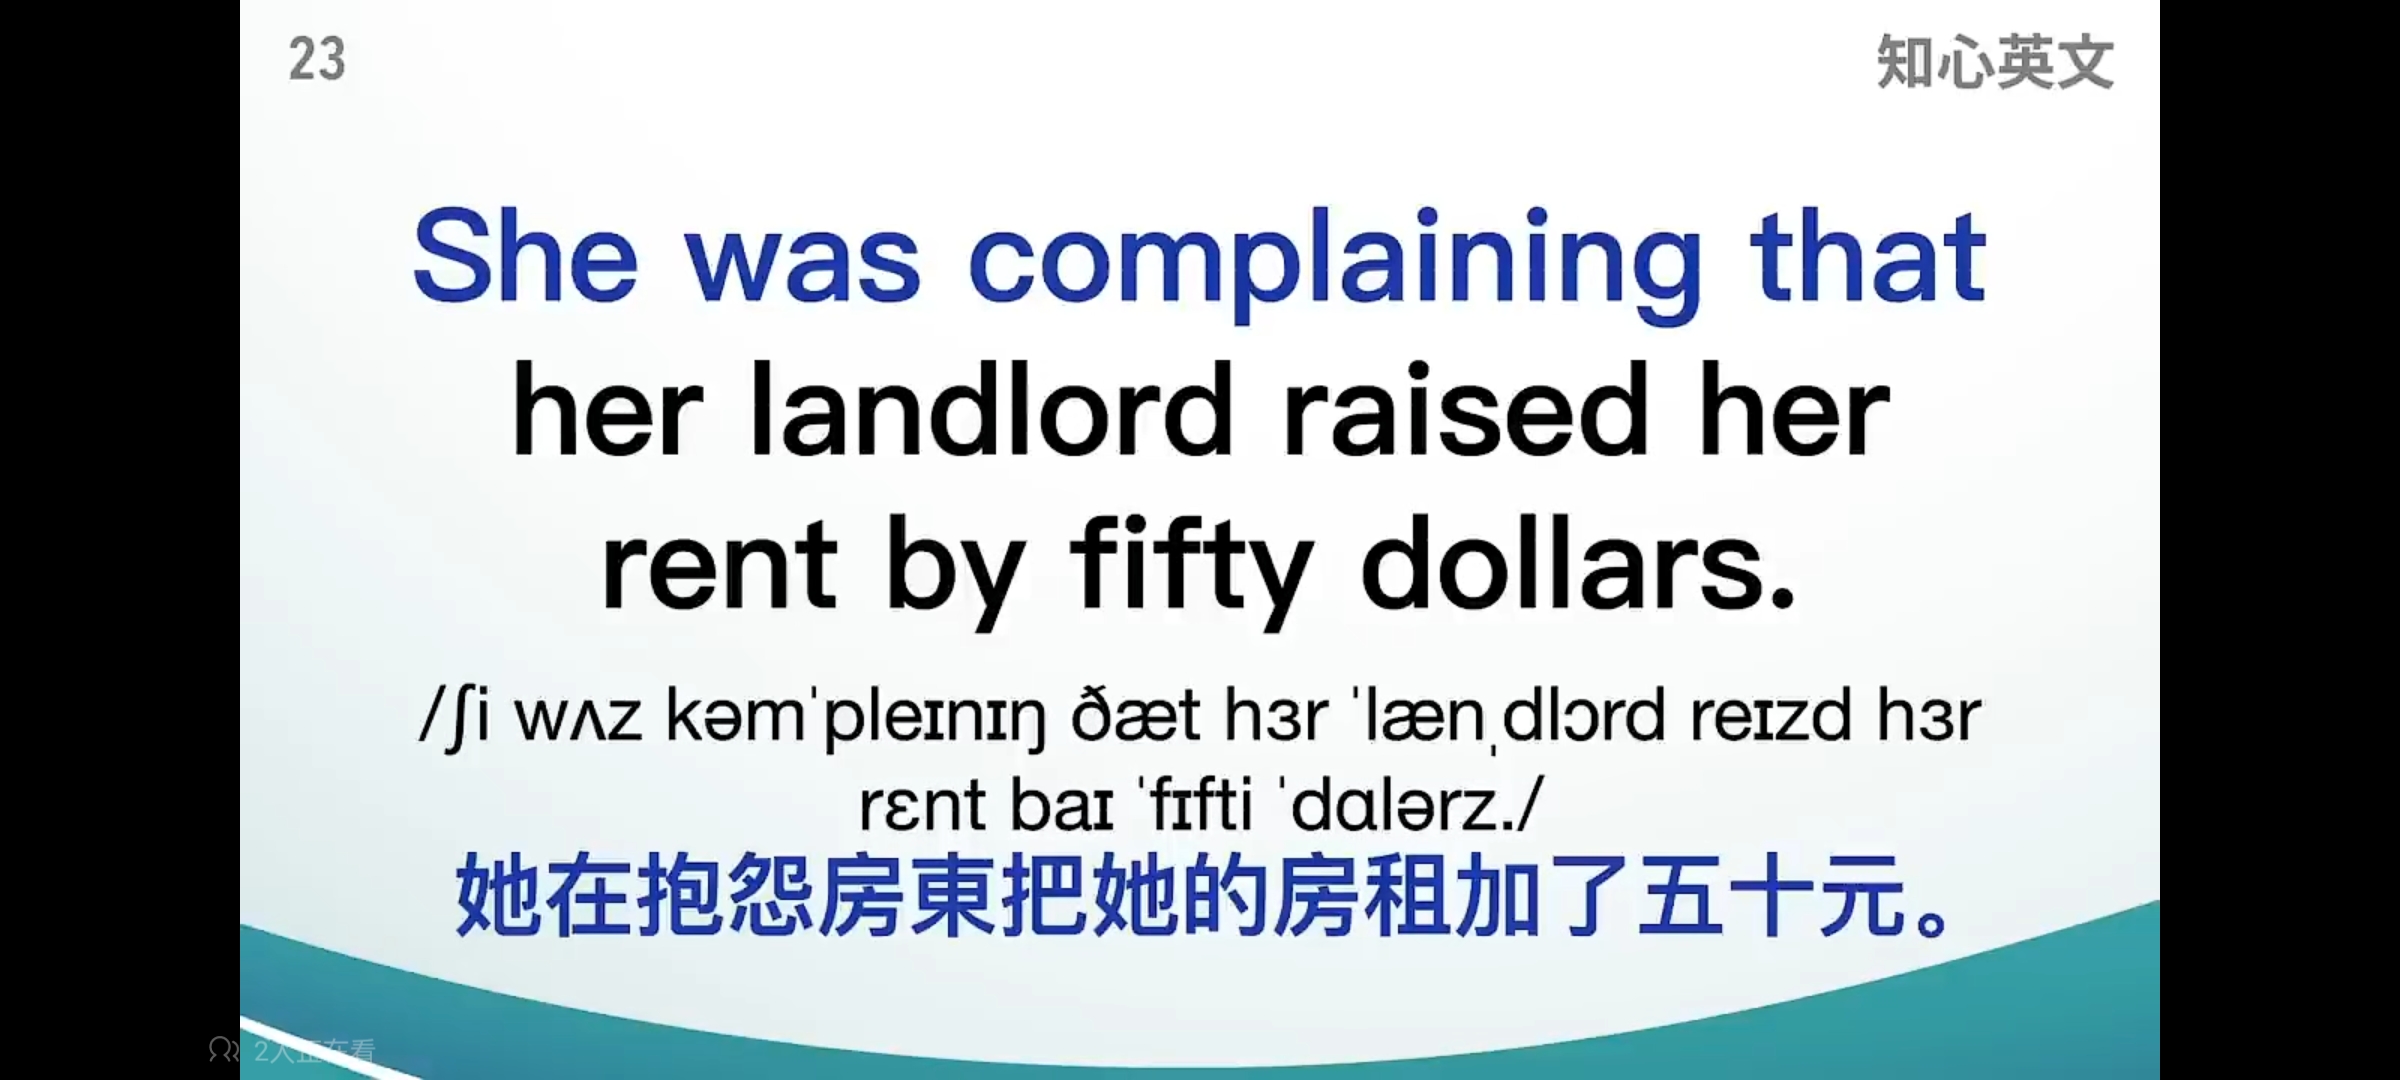 23
知心英文
She was complaining that
her landlord raised her
rent by fifty dollars.
/ʃi wʌz kəmˈpleɪnɪŋ ðæt hɜr ˈlænˌdlɔrd reɪzd hɜr
rɛnt baɪ ˈfɪfti ˈdɑlərz./
她在抱怨房東把她的房租加了五十元。
2人正在看